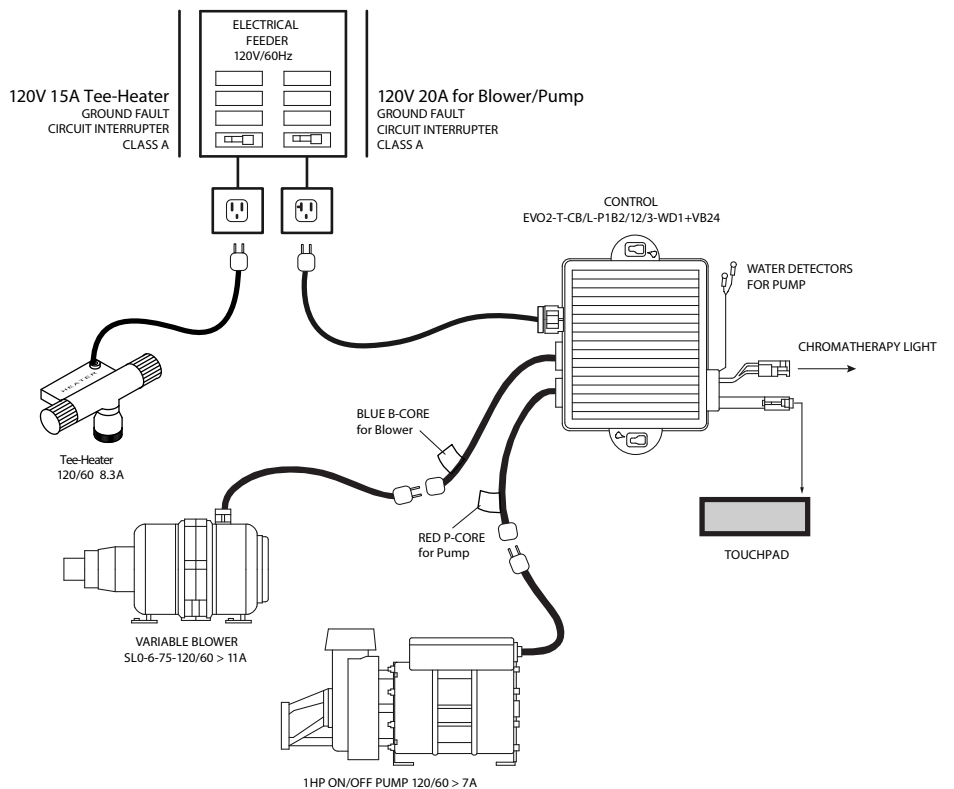 ELECTRICAL
FEEDER
120V/60Hz
120V 15A Tee-Heater
GROUND FAULT
CIRCUIT INTERRUPTER
CLASS A
120V 20A for Blower/Pump
GROUND FAULT
CIRCUIT INTERRUPTER
CLASS A
CONTROL
EVO2-T-CB/L-P1B2/12/3-WD1+VB24
WATER DETECTORS
FOR PUMP
CHROMATHERAPY LIGHT
HEATER
Tee-Heater
120/60 8.3A
BLUE B-CORE
for Blower
RED P-CORE
for Pump
TOUCHPAD
VARIABLE BLOWER
SL0-6-75-120/60 > 11A
1HP ON/OFF PUMP 120/60 > 7A